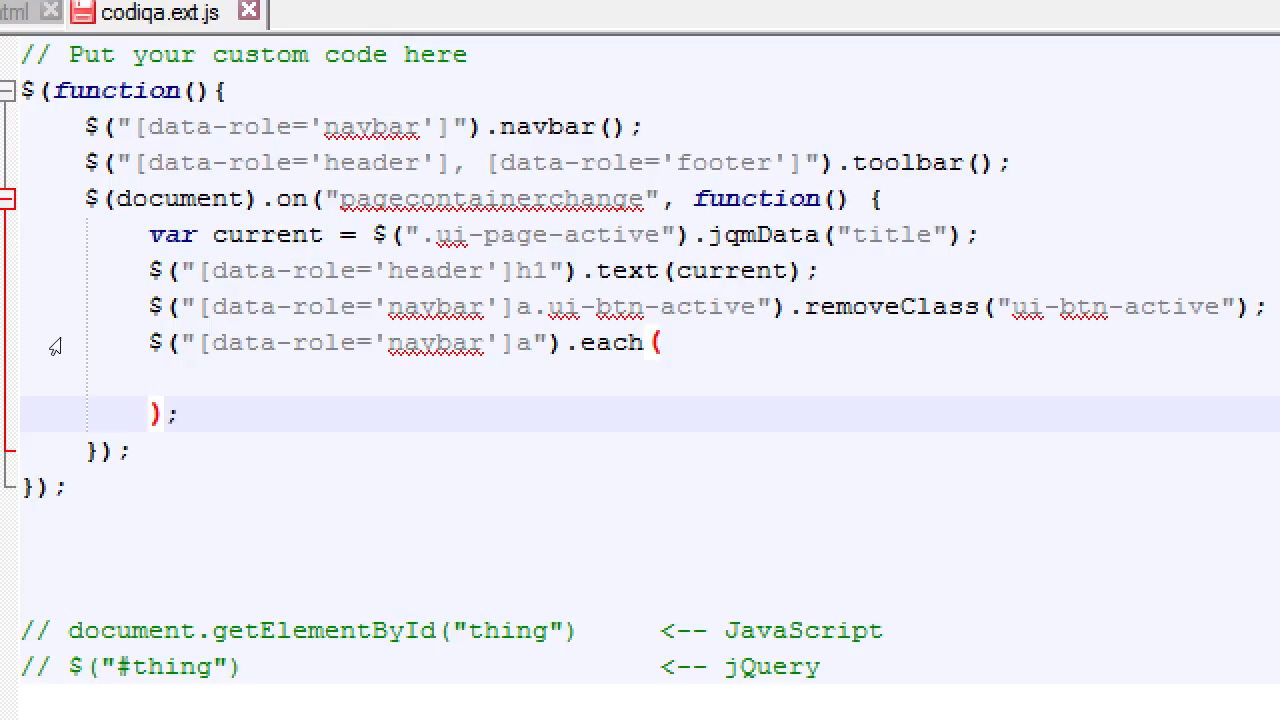 html codiqa.ext.js
// Put your custom code here
$(function(){
$("[data-role='navbar']").navbar();
$("[data-role='header'], [data-role='footer']").toolbar();
$(document).on("pagecontainerchange", function() {
var current = $(".ui-page-active").jqmData("title");
$("[data-role='header']h1").text(current);
$("[data-role='navbar']a.ui-btn-active").removeClass("ui-btn-active");
$("[data-role='navbar']a").each(
);
});
});
// document.getElementById("thing") <-- JavaScript
// $("#thing") <-- jQuery